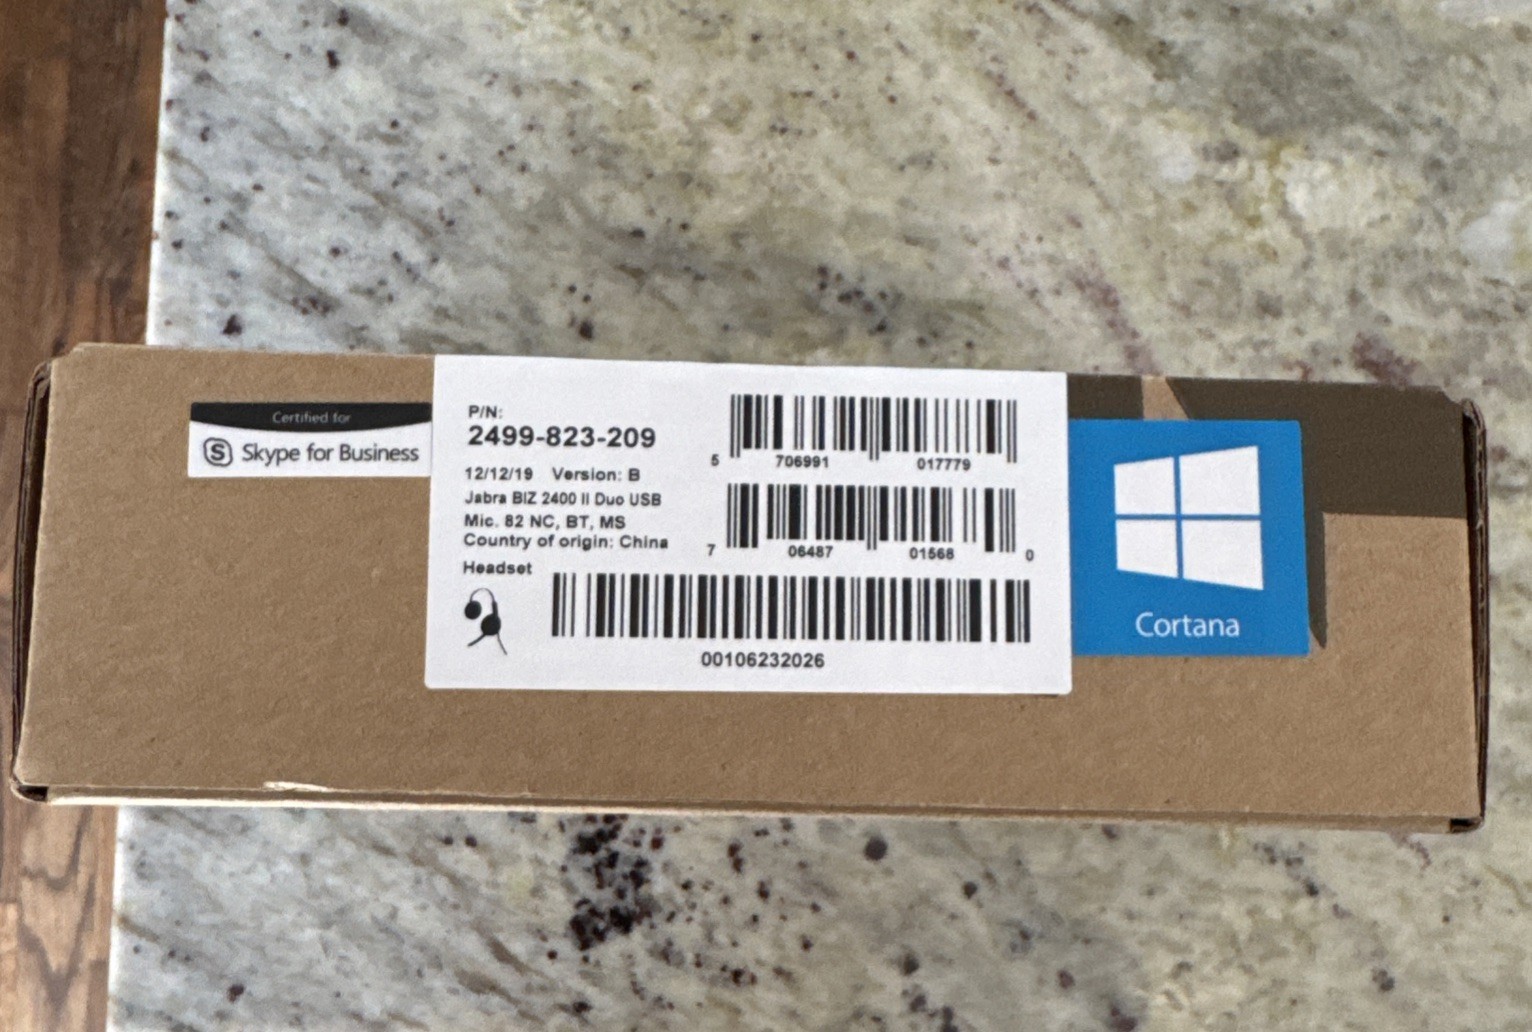 Certified for
Skype for Business
P/N:
2499-823-209
12/12/19 Version: B
Jabra BIZ 2400 II Duo USB
Mic. 82 NC, BT, MS
Country of origin: China
Headset
5 706991 017779
7 06487 01568 0
00106232026
Cortana